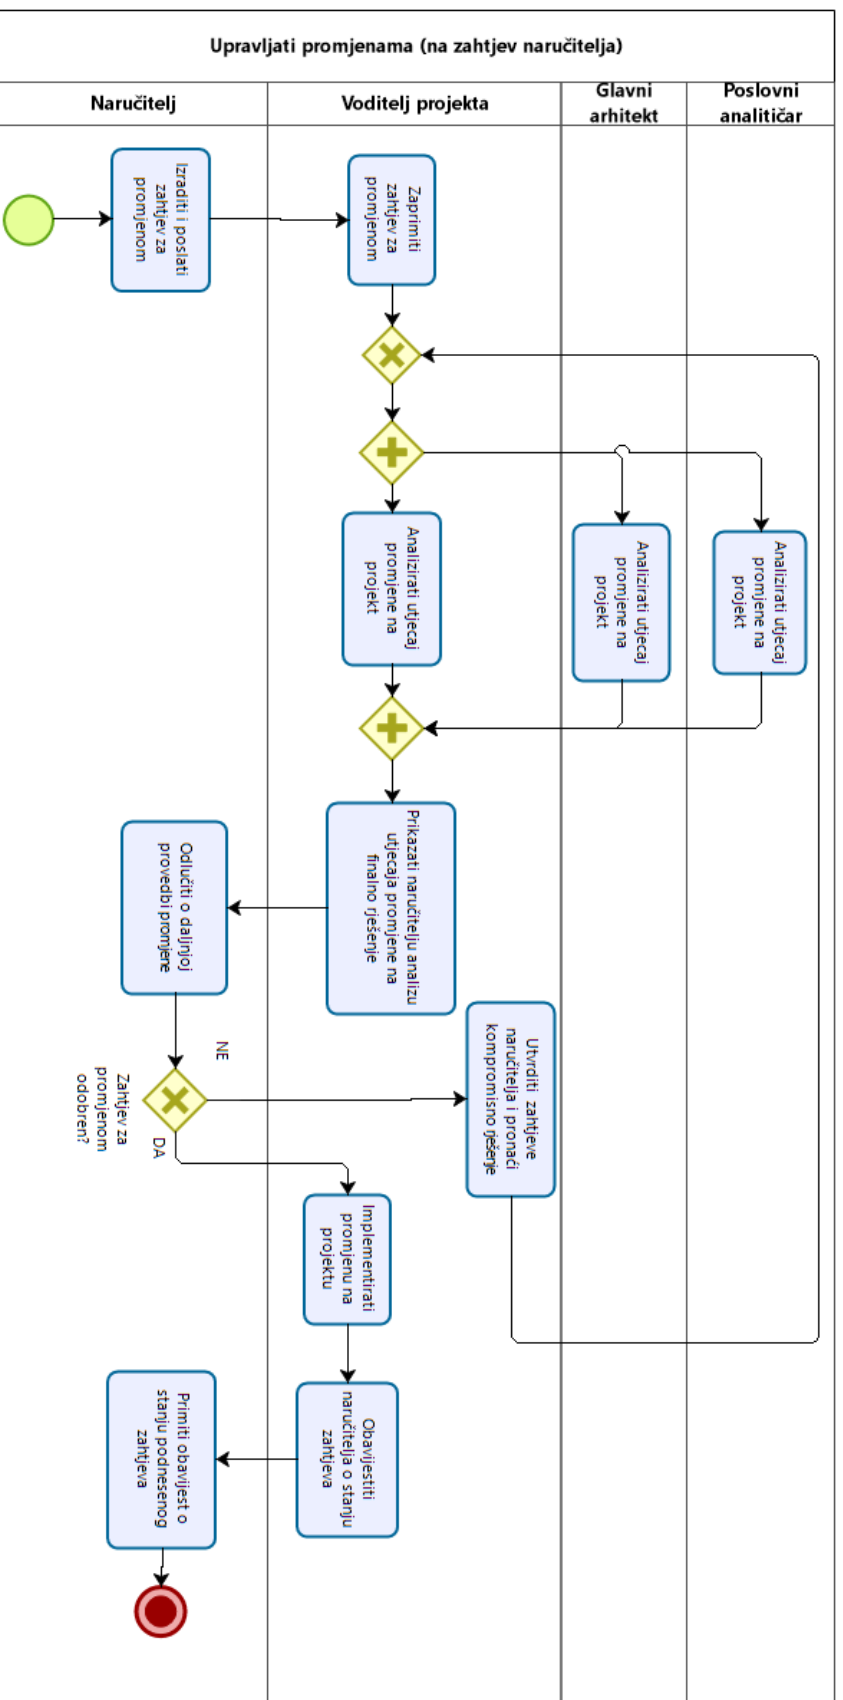 Upravljati promjenama (na zahtjev naručitelja)
Naručitelj
Voditelj projekta
Glavni
arhitekt
Poslovni
analitičar
Izraditi i poslati
zahtjev za
promjenom
Zaprimiti
zahtjev za
promjenom
Analizirati utjecaj
promjene na
projekt
Analizirati utjecaj
promjene na
projekt
Analizirati utjecaj
promjene na
projekt
Prikazati naručitelju analizu
utjecaja promjene na
finalno rješenje
Odlučiti o daljnjoj
provedbi promjene
NE
Zahtjev za
promjenom
odobren?
DA
Utvrditi zahtjeve
naručitelja i pronaći
kompromisno rješenje
Implementirati
promjenu na
projektu
Obavijestiti
naručitelja o stanju
zahtjeva
Primiti obavijest o
stanju podnesenog
zahtjeva